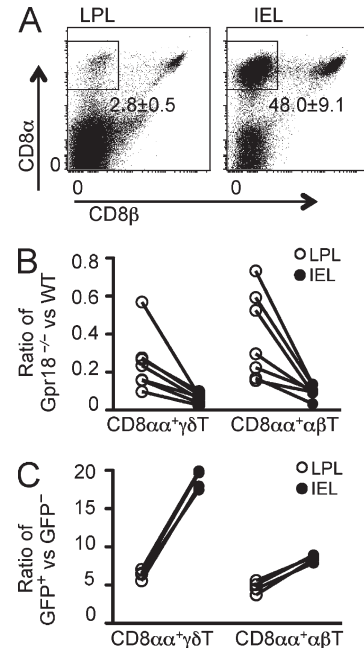 A
LPL IEL
2.8±0.5
48.0±9.1
CD8α
0
0 0
CD8β
B
LPL
IEL
Ratio of
Gpr18⁻/⁻ vs WT
0.8
0.6
0.4
0.2
0
CD8αα⁺γδT CD8αα⁺αβT
C
LPL
IEL
Ratio of
GFP⁺ vs GFP⁻
20
15
10
5
0
CD8αα⁺γδT CD8αα⁺αβT